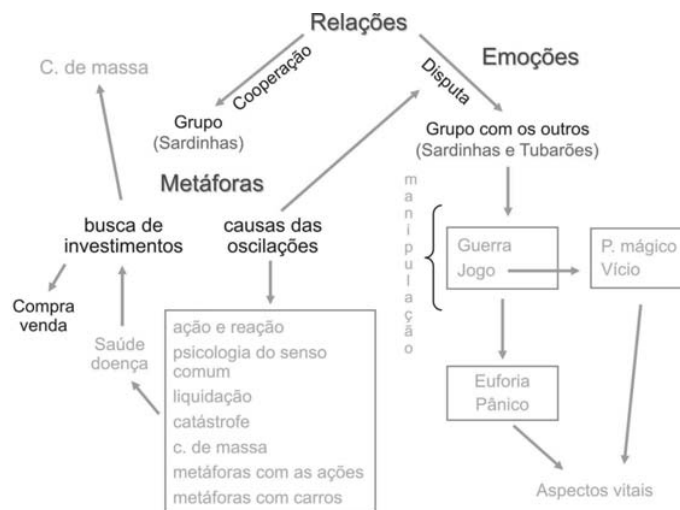 Relações
Emoções
C. de massa
Cooperação
Disputa
Grupo
(Sardinhas)
Grupo com os outros
(Sardinhas e Tubarões)
Metáforas
manipulação
busca de
investimentos
causas das
oscilações
Guerra
Jogo
P. mágico
Vício
Compra
venda
Saúde
doença
ação e reação
psicologia do senso
comum
liquidação
catástrofe
c. de massa
metáforas com as ações
metáforas com carros
Euforia
Pânico
Aspectos vitais